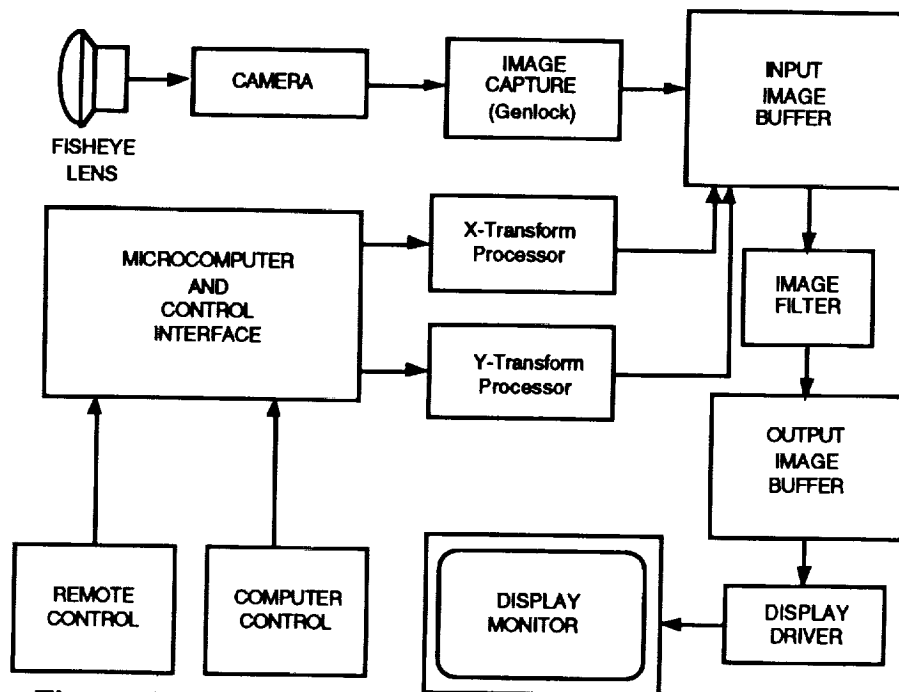 FISHEYE
LENS
CAMERA
IMAGE
CAPTURE
(Genlock)
INPUT
IMAGE
BUFFER
MICROCOMPUTER
AND
CONTROL
INTERFACE
X-Transform
Processor
Y-Transform
Processor
IMAGE
FILTER
OUTPUT
IMAGE
BUFFER
REMOTE
CONTROL
COMPUTER
CONTROL
DISPLAY
MONITOR
DISPLAY
DRIVER